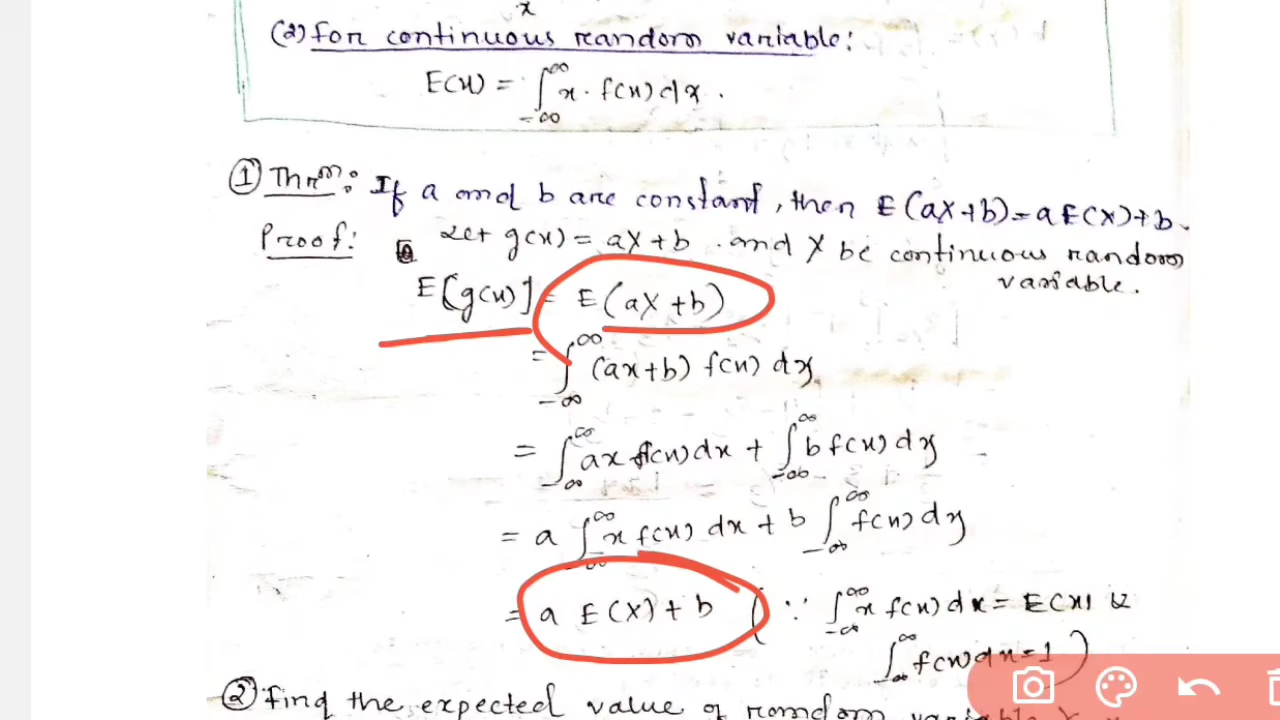 x
(2) for continuous random variable:
E(x) = ∫_{-∞}^{∞} x · f(x) dx .
① Thrm: If a and b are constant, then E(aX+b)=aE(X)+b.
Proof: Let g(x) = aX+b . and X be continuous random
variable.
E[g(x)] = E(aX+b)
= ∫_{-∞}^{∞} (ax+b) f(x) dx
= ∫_{-∞}^{∞} ax f(x) dx + ∫_{-∞}^{∞} b f(x) dx
= a ∫_{-∞}^{∞} x f(x) dx + b ∫_{-∞}^{∞} f(x) dx
= a E(X) + b ( ∵ ∫_{-∞}^{∞} x f(x) dx = E(X) &
∫_{-∞}^{∞} f(x) dx = 1 )
② Find the expected value of random variable X